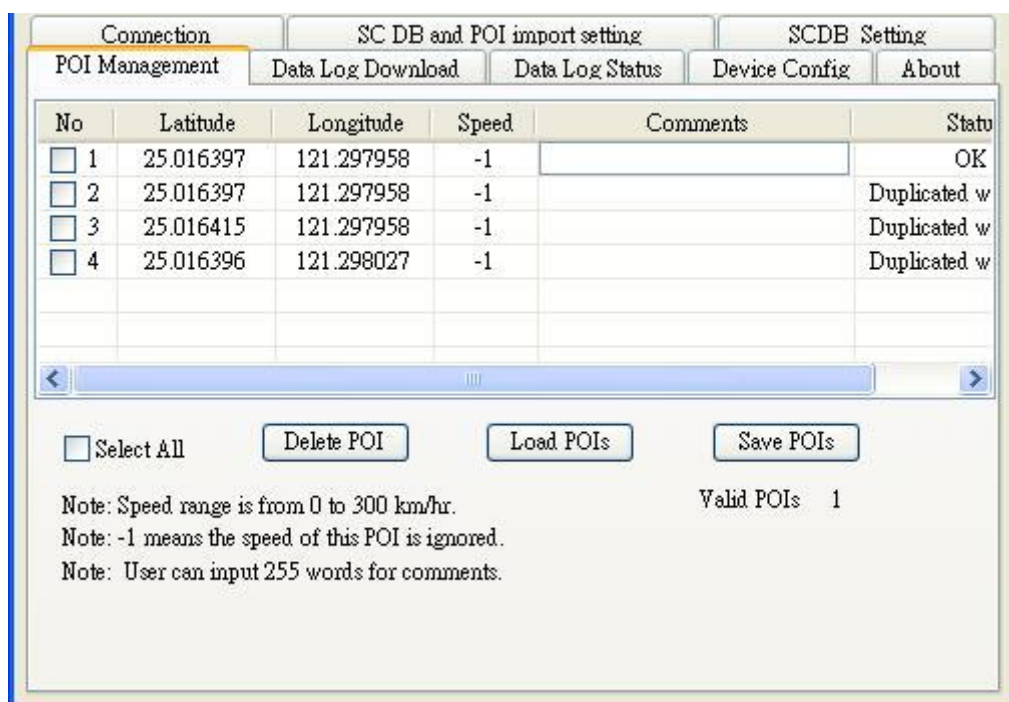 Connection SC DB and POI import setting SCDB Setting
POI Management Data Log Download Data Log Status Device Config About
No Latitude Longitude Speed Comments Statu
1 25.016397 121.297958 -1 OK
2 25.016397 121.297958 -1 Duplicated w
3 25.016415 121.297958 -1 Duplicated w
4 25.016396 121.298027 -1 Duplicated w
Select All Delete POI Load POIs Save POIs
Note: Speed range is from 0 to 300 km/hr. Valid POIs 1
Note: -1 means the speed of this POI is ignored.
Note: User can input 255 words for comments.